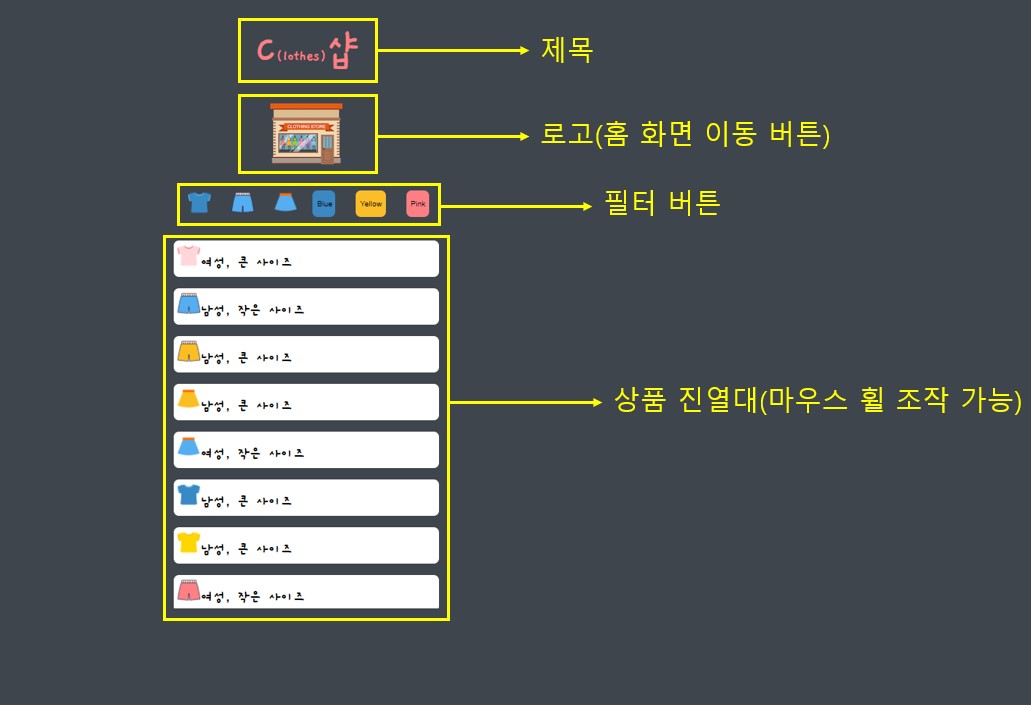 C(lothes)샵
제목
CLOTHING STORE
로고(홈 화면 이동 버튼)
Blue
Yellow
Pink
필터 버튼
여성, 큰 사이즈
남성, 작은 사이즈
남성, 큰 사이즈
남성, 큰 사이즈
여성, 작은 사이즈
남성, 큰 사이즈
남성, 큰 사이즈
여성, 작은 사이즈
상품 진열대(마우스 휠 조작 가능)